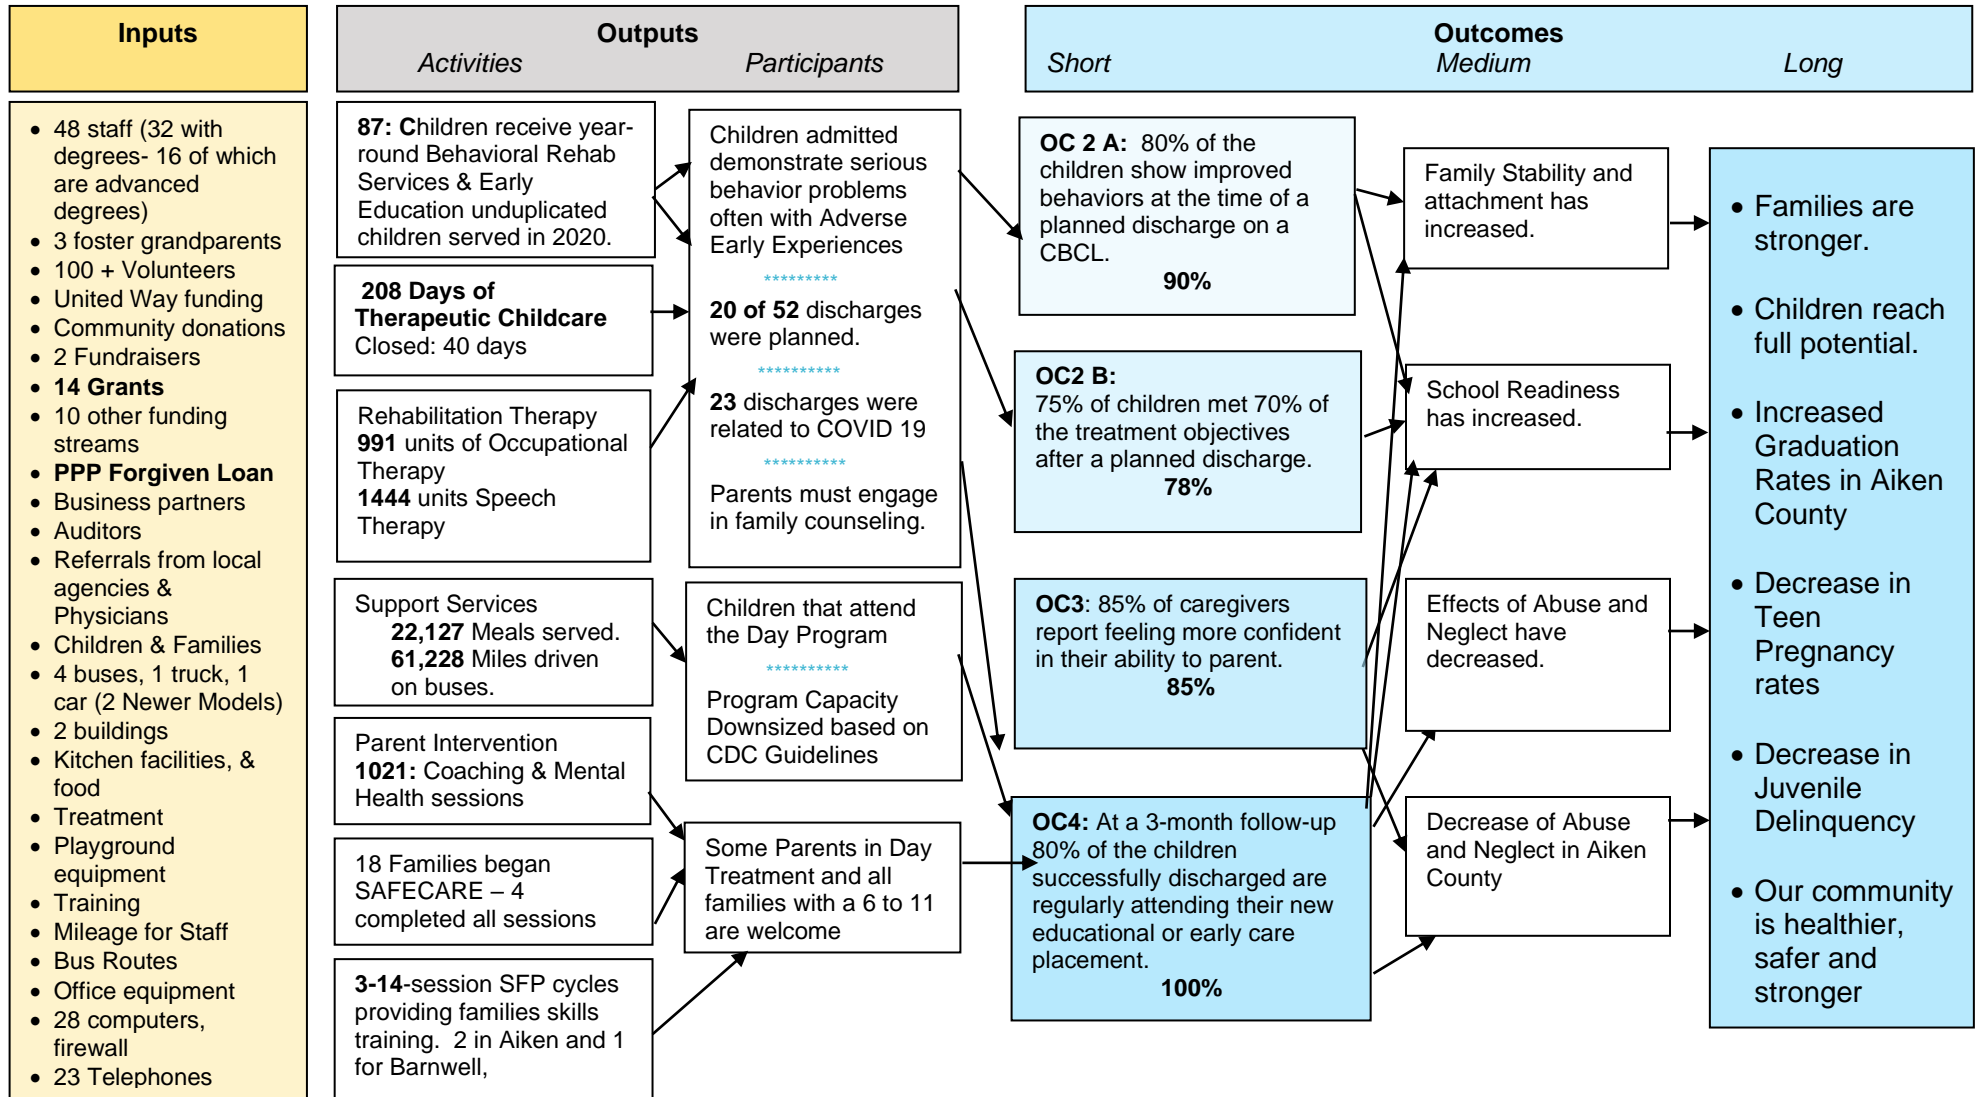 Inputs
• 48 staff (32 with
degrees- 16 of which
are advanced
degrees)
• 3 foster grandparents
• 100 + Volunteers
• United Way funding
• Community donations
• 2 Fundraisers
• 14 Grants
• 10 other funding
streams
• PPP Forgiven Loan
• Business partners
• Auditors
• Referrals from local
agencies &
Physicians
• Children & Families
• 4 buses, 1 truck, 1
car (2 Newer Models)
• 2 buildings
• Kitchen facilities, &
food
• Treatment
• Playground
equipment
• Training
• Mileage for Staff
• Bus Routes
• Office equipment
• 28 computers,
firewall
• 23 Telephones
Outputs
Activities Participants
87: Children receive year-
round Behavioral Rehab
Services & Early
Education unduplicated
children served in 2020.
208 Days of
Therapeutic Childcare
Closed: 40 days
Rehabilitation Therapy
991 units of Occupational
Therapy
1444 units Speech
Therapy
Support Services
22,127 Meals served.
61,228 Miles driven
on buses.
Parent Intervention
1021: Coaching & Mental
Health sessions
18 Families began
SAFECARE – 4
completed all sessions
3-14-session SFP cycles
providing families skills
training. 2 in Aiken and 1
for Barnwell,
Children admitted
demonstrate serious
behavior problems
often with Adverse
Early Experiences
*********
20 of 52 discharges
were planned.
**********
23 discharges were
related to COVID 19
**********
Parents must engage
in family counseling.
Children that attend
the Day Program
**********
Program Capacity
Downsized based on
CDC Guidelines
Some Parents in Day
Treatment and all
families with a 6 to 11
are welcome
Outcomes
Short Medium Long
OC 2 A: 80% of the
children show improved
behaviors at the time of a
planned discharge on a
CBCL.
90%
OC2 B:
75% of children met 70% of
the treatment objectives
after a planned discharge.
78%
OC3: 85% of caregivers
report feeling more confident
in their ability to parent.
85%
OC4: At a 3-month follow-up
80% of the children
successfully discharged are
regularly attending their new
educational or early care
placement.
100%
Family Stability and
attachment has
increased.
School Readiness
has increased.
Effects of Abuse and
Neglect have
decreased.
Decrease of Abuse
and Neglect in Aiken
County
• Families are
stronger.
• Children reach
full potential.
• Increased
Graduation
Rates in Aiken
County
• Decrease in
Teen
Pregnancy
rates
• Decrease in
Juvenile
Delinquency
• Our community
is healthier,
safer and
stronger